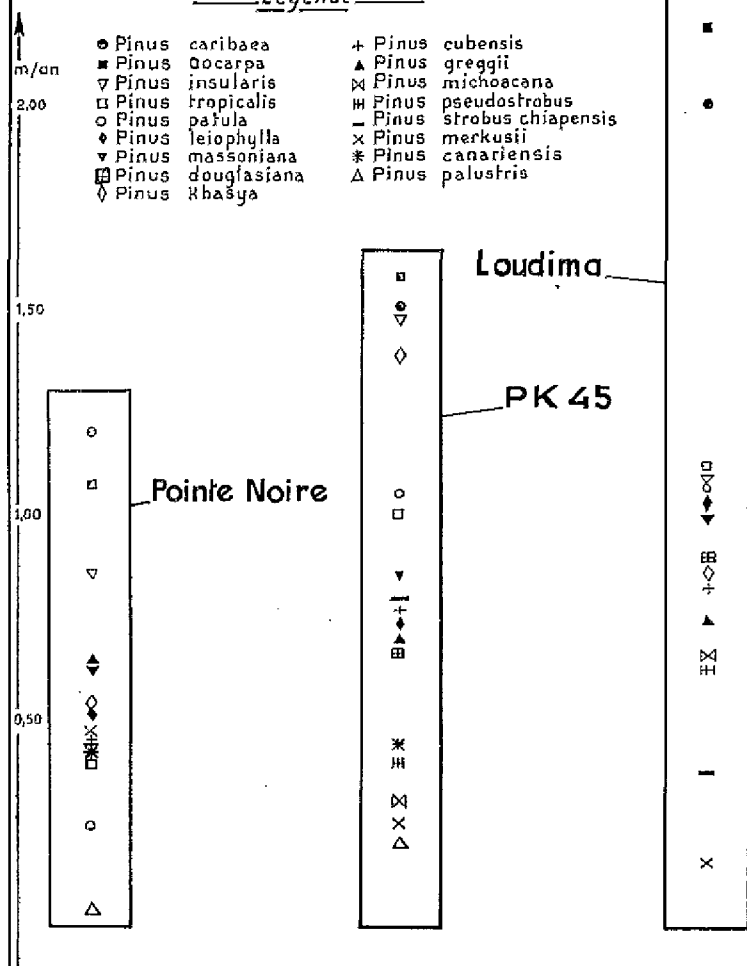 Légende
m/an
Pinus caribaea
Pinus oocarpa
Pinus insularis
Pinus tropicalis
Pinus patula
Pinus leiophylla
Pinus massoniana
Pinus douglasiana
Pinus Khasya
Pinus cubensis
Pinus greggii
Pinus michoacana
Pinus pseudostrobus
Pinus strobus chiapensis
Pinus merkusii
Pinus canariensis
Pinus palustris
2,00
1,50
1,00
0,50
Pointe Noire
PK 45
Loudima